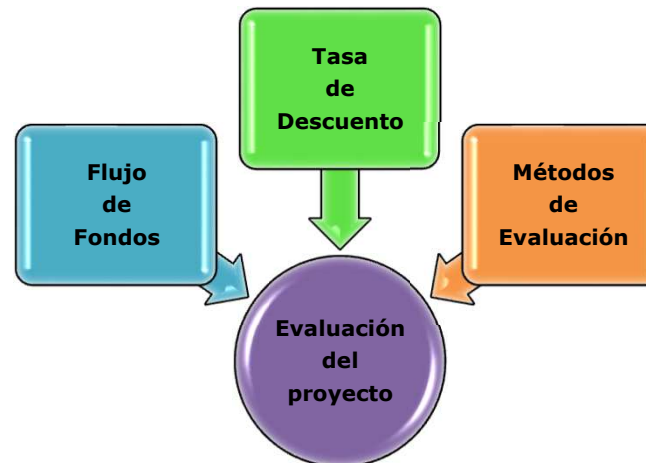 Tasa
de
Descuento
Flujo
de
Fondos
Métodos
de
Evaluación
Evaluación
del
proyecto